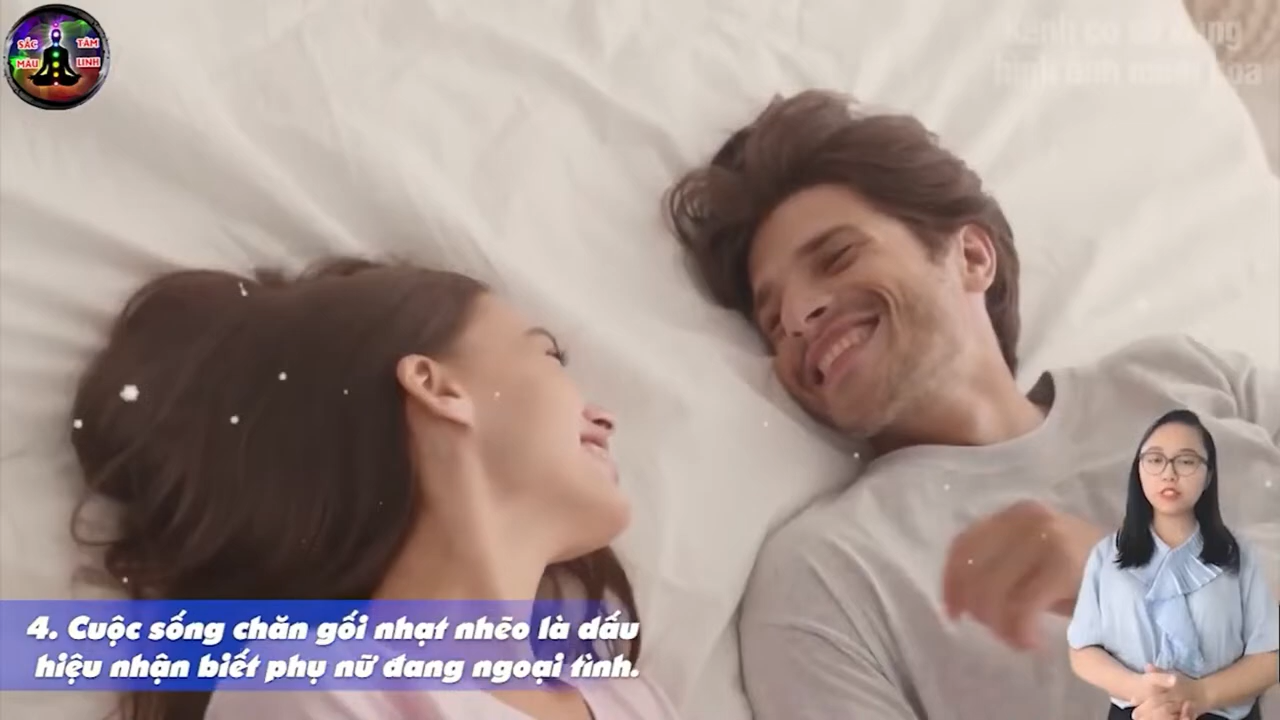 SẮC TÂM
MÀU LINH
4. Cuộc sống chăn gối nhạt nhẽo là dấu
hiệu nhận biết phụ nữ đang ngoại tình.